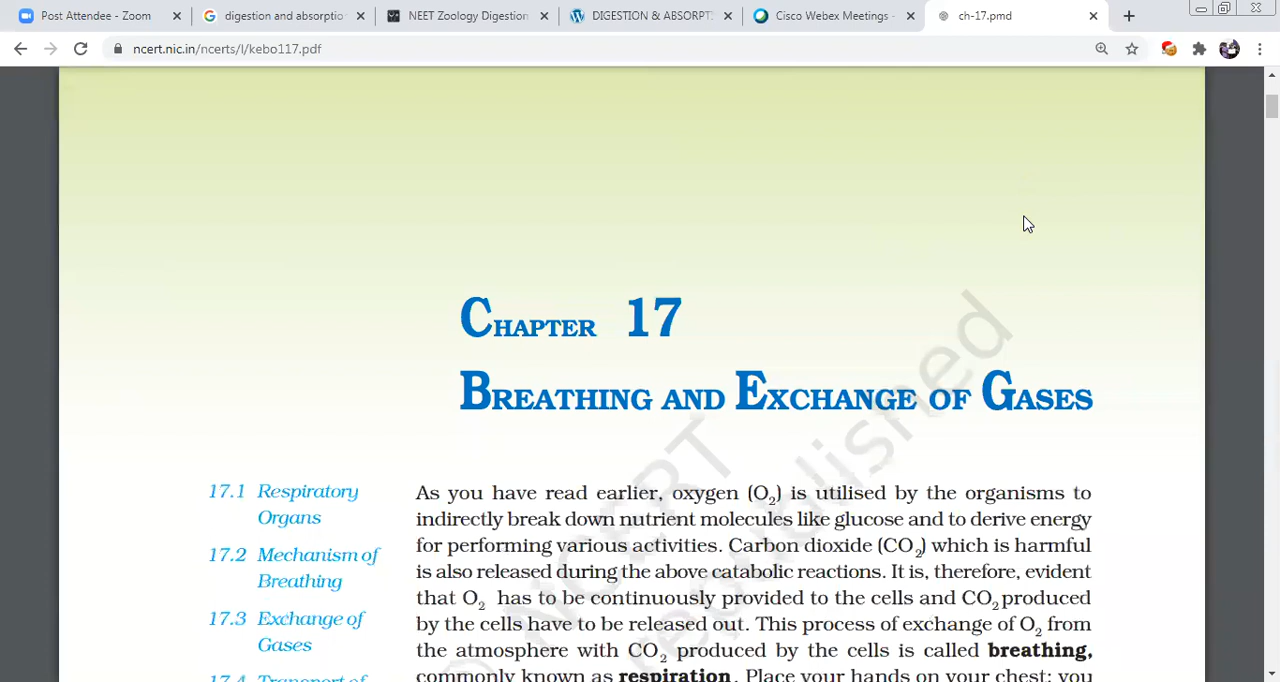 Post Attendee - Zoom
digestion and absorptio
NEET Zoology Digestion
DIGESTION & ABSORPT
Cisco Webex Meetings -
ch-17.pmd
ncert.nic.in/ncerts/l/kebo117.pdf
CHAPTER 17
BREATHING AND EXCHANGE OF GASES
17.1 Respiratory
Organs
17.2 Mechanism of
Breathing
17.3 Exchange of
Gases
17.4 Transport of
As you have read earlier, oxygen (O2) is utilised by the organisms to
indirectly break down nutrient molecules like glucose and to derive energy
for performing various activities. Carbon dioxide (CO2) which is harmful
is also released during the above catabolic reactions. It is, therefore, evident
that O2 has to be continuously provided to the cells and CO2 produced
by the cells have to be released out. This process of exchange of O2 from
the atmosphere with CO2 produced by the cells is called breathing,
commonly known as respiration. Place your hands on your chest; you
© NCERT
republished